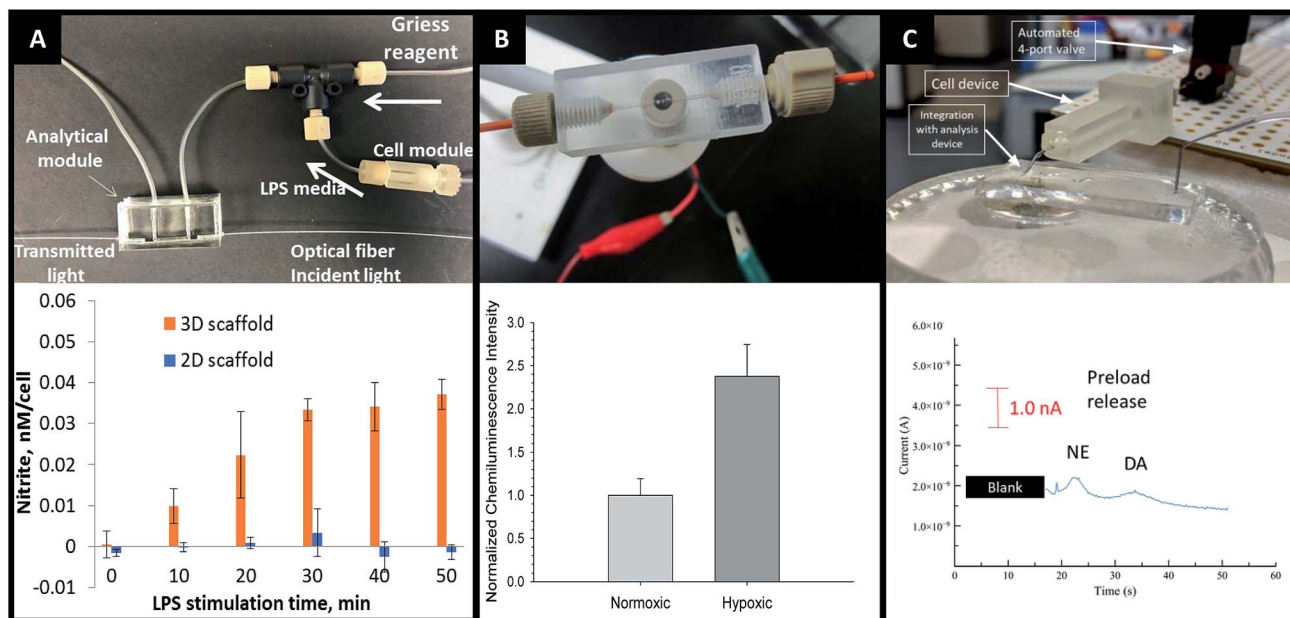 A
Griess
reagent
Analytical
module
Cell module
LPS media
Transmitted
light
Optical fiber
Incident light
0.06
0.05
0.04
0.03
0.02
0.01
0
-0.01
Nitrite, nM/cell
3D scaffold
2D scaffold
0 10 20 30 40 50
LPS stimulation time, min
B
3.0
2.5
2.0
1.5
1.0
0.5
0.0
Normalized Chemiluminescence Intensity
Normoxic Hypoxic
C
Automated
4-port valve
Cell device
Integration
with analysis
device
6.0×10
5.0×10⁻⁹
4.0×10⁻⁹
3.0×10⁻⁹
2.0×10⁻⁹
1.0×10⁻⁹
Current (A)
1.0 nA
Preload
release
NE
DA
Blank
0 10 20 30 40 50 60
Time (s)